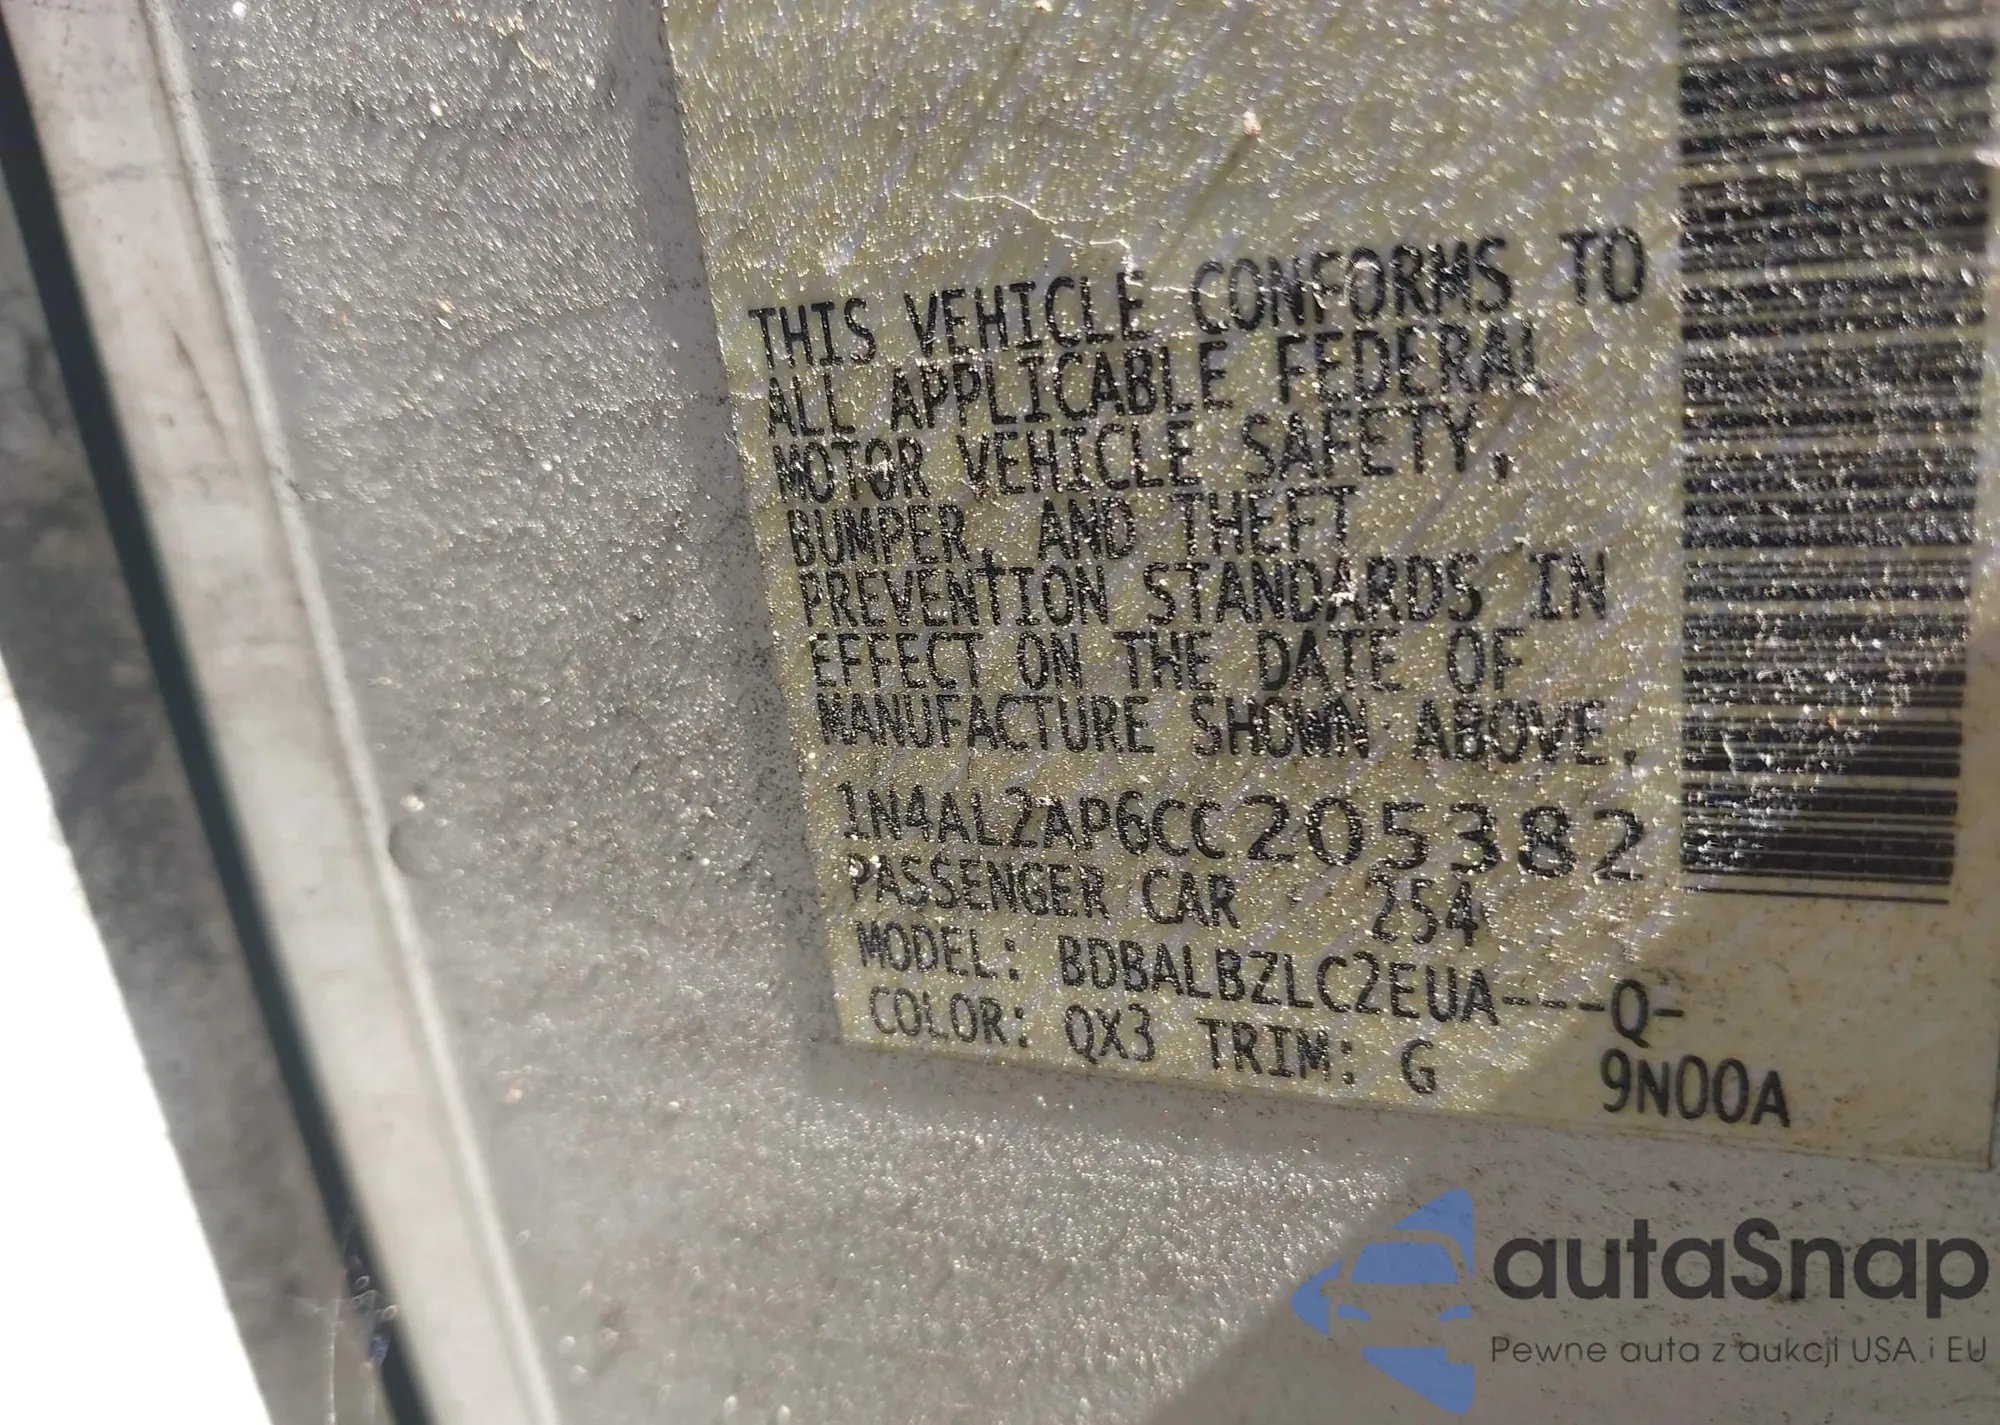 THIS VEHICLE CONFORMS TO
ALL APPLICABLE FEDERAL
MOTOR VEHICLE SAFETY,
BUMPER, AND THEFT
PREVENTION STANDARDS IN
EFFECT ON THE DATE OF
MANUFACTURE SHOWN ABOVE.
1N4AL2AP6CC205382
PASSENGER CAR 254
MODEL: BDBALBZLC2EUA----Q-
COLOR: QX3 TRIM: G
9N00A
autaSnap
Pewne auta z aukcji USA i EU